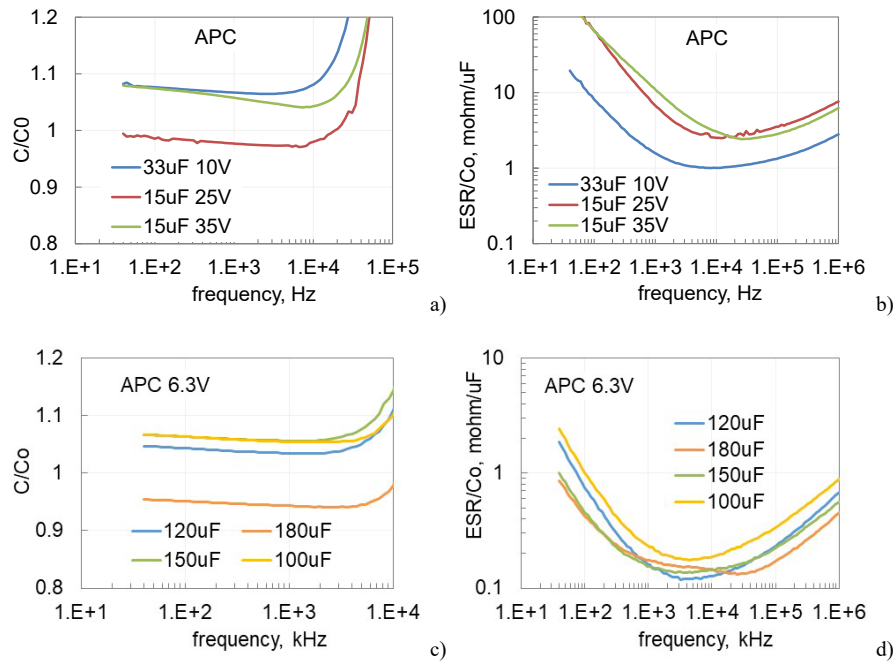 APC
C/C0
1.2
1.1
1
0.9
0.8
33uF 10V
15uF 25V
15uF 35V
1.E+1 1.E+2 1.E+3 1.E+4 1.E+5
frequency, Hz
a)
APC
ESR/Co, mohm/uF
100
10
1
0.1
33uF 10V
15uF 25V
15uF 35V
1.E+1 1.E+2 1.E+3 1.E+4 1.E+5 1.E+6
frequency, Hz
b)
APC 6.3V
C/Co
1.2
1.1
1
0.9
0.8
120uF 180uF
150uF 100uF
1.E+1 1.E+2 1.E+3 1.E+4
frequency, kHz
c)
APC 6.3V
ESR/Co, mohm/uF
10
1
0.1
120uF
180uF
150uF
100uF
1.E+1 1.E+2 1.E+3 1.E+4 1.E+5 1.E+6
frequency, kHz
d)